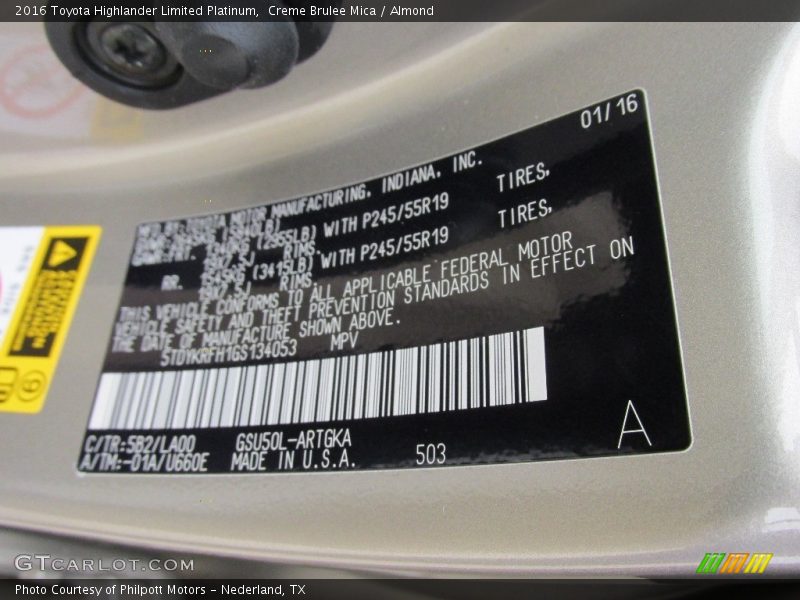 2016 Toyota Highlander Limited Platinum, Creme Brulee Mica / Almond
01/16
MOTOR MANUFACTURING, INDIANA, INC.
(2955LB) WITH P245/55R19 TIRES,
RIMS.
(3415LB) WITH P245/55R19 TIRES,
RR. RIMS.
THIS VEHICLE CONFORMS TO ALL APPLICABLE FEDERAL MOTOR
VEHICLE SAFETY AND THEFT PREVENTION STANDARDS IN EFFECT ON
THE DATE OF MANUFACTURE SHOWN ABOVE.
5TDYKRFH1GS134053 MPV
C/TR:5B2/LA00 GSU50L-ARTGKA
A/TM:-01A/U660E MADE IN U.S.A. 503
A
GTCARLOT.COM
Photo Courtesy of Philpott Motors - Nederland, TX